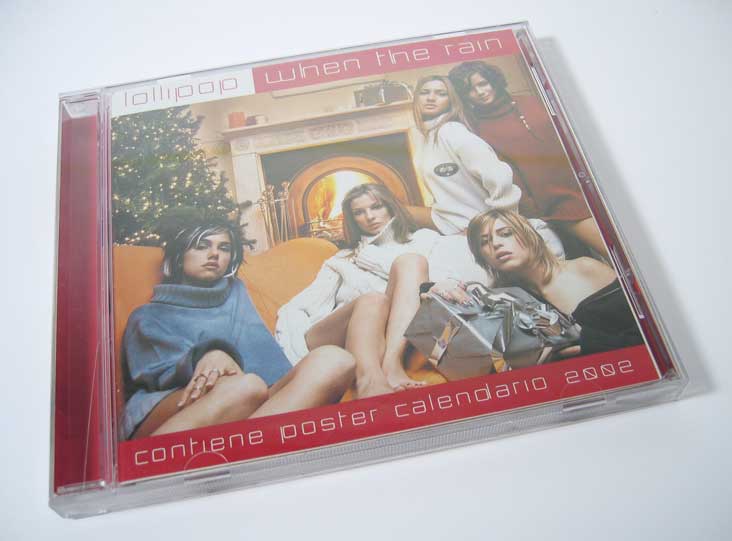 lollipop when the rain
contiene poster calendario 2002